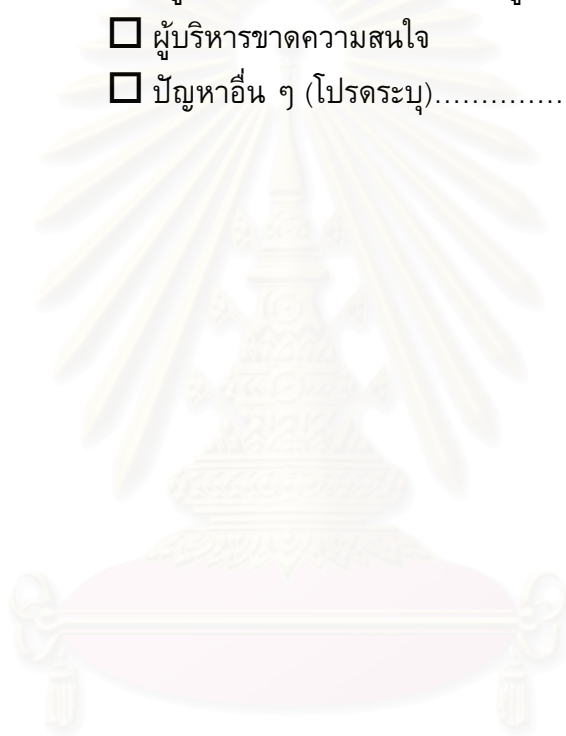 ☐ ผู้บริหารขาดความสนใจ
☐ ปัญหาอื่น ๆ (โปรดระบุ)..............